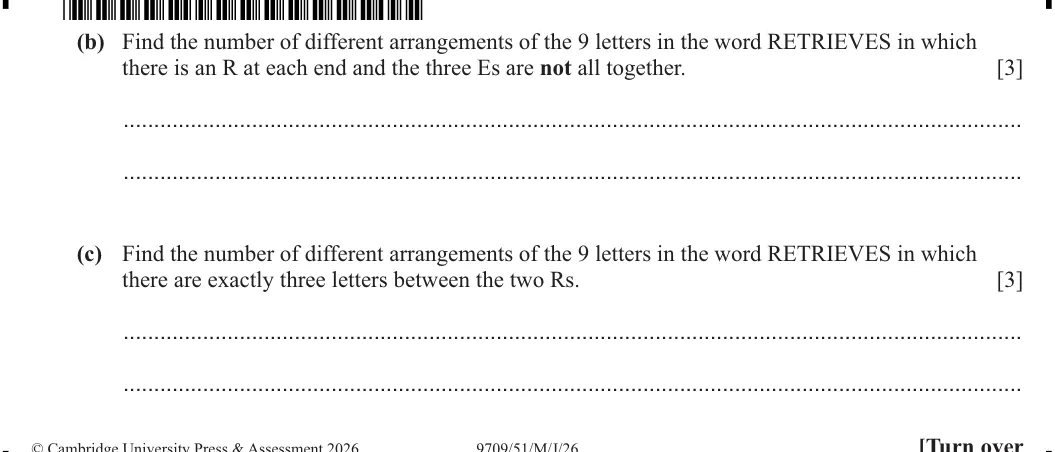 (b) Find the number of different arrangements of the 9 letters in the word RETRIEVES in which
there is an R at each end and the three Es are not all together. [3]
(c) Find the number of different arrangements of the 9 letters in the word RETRIEVES in which
there are exactly three letters between the two Rs. [3]
© Cambridge University Press & Assessment 2026 9709/51/M/J/26 [Turn over